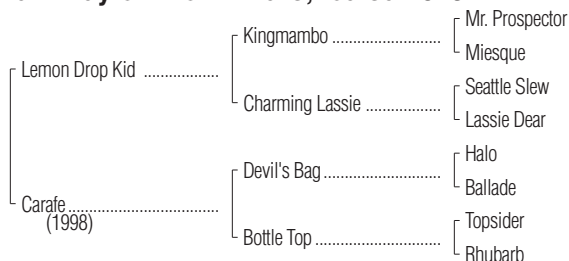 Mr. Prospector
Kingmambo
Miesque
Lemon Drop Kid
Seattle Slew
Charming Lassie
Lassie Dear
Halo
Devil's Bag
Ballade
Carafe
(1998)
Topsider
Bottle Top
Rhubarb